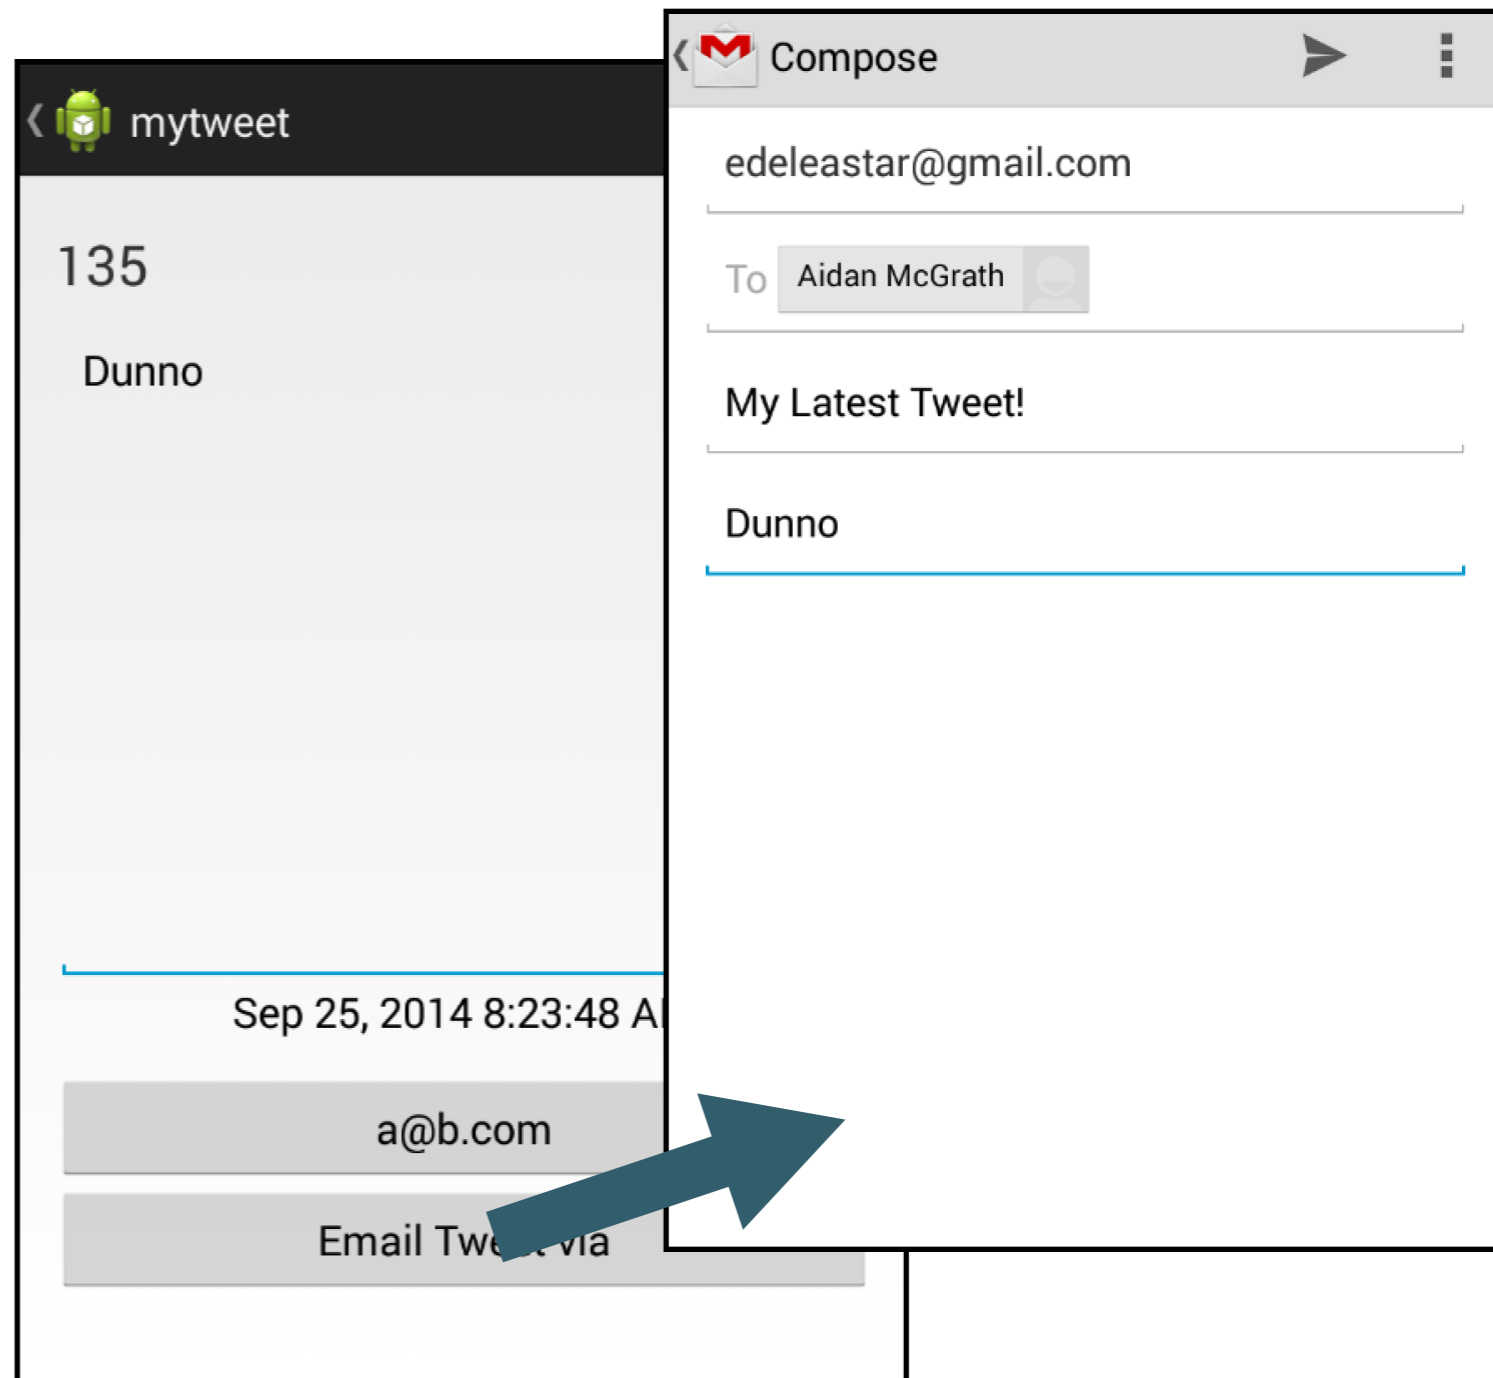 mytweet
135
Dunno
Sep 25, 2014 8:23:48
a@b.com
Email Tweet via
Compose
edeleastar@gmail.com
To Aidan McGrath
My Latest Tweet!
Dunno